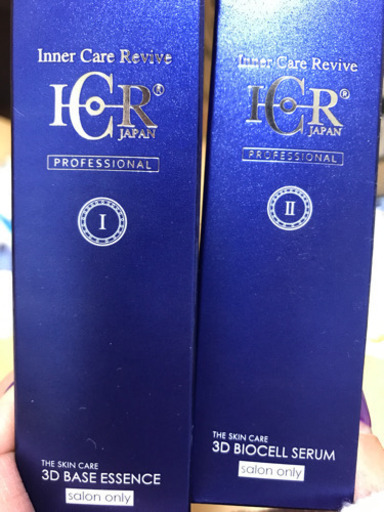 Inner Care Revive
ICR®
JAPAN
PROFESSIONAL
I
THE SKIN CARE
3D BASE ESSENCE
salon only
Inner Care Revive
ICR®
JAPAN
PROFESSIONAL
II
THE SKIN CARE
3D BIOCELL SERUM
salon only